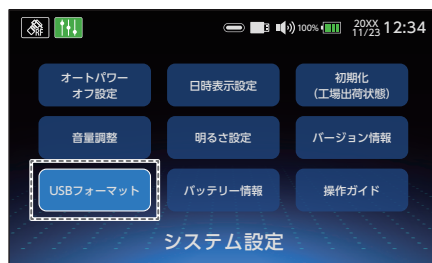 RF
100%
20XX
11/23 12:34
オートパワー
オフ設定
日時表示設定
初期化
(工場出荷状態)
音量調整
明るさ設定
バージョン情報
USBフォーマット
バッテリー情報
操作ガイド
システム設定